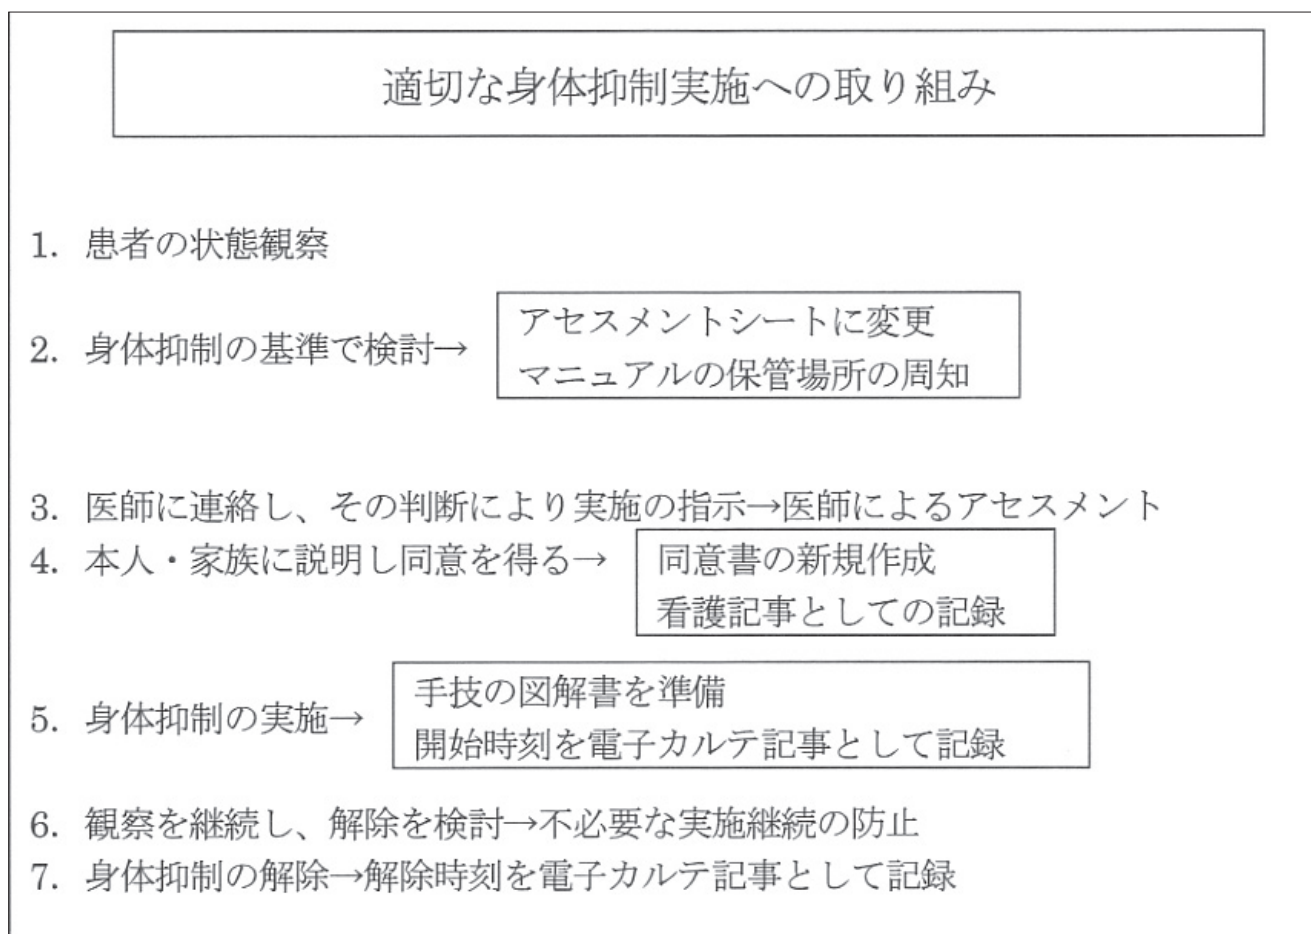 適切な身体抑制実施への取り組み
1. 患者の状態観察
2. 身体抑制の基準で検討→
アセスメントシートに変更
マニュアルの保管場所の周知
3. 医師に連絡し、その判断により実施の指示→医師によるアセスメント
4. 本人・家族に説明し同意を得る→
同意書の新規作成
看護記事としての記録
5. 身体抑制の実施→
手技の図解書を準備
開始時刻を電子カルテ記事として記録
6. 観察を継続し、解除を検討→不必要な実施継続の防止
7. 身体抑制の解除→解除時刻を電子カルテ記事として記録